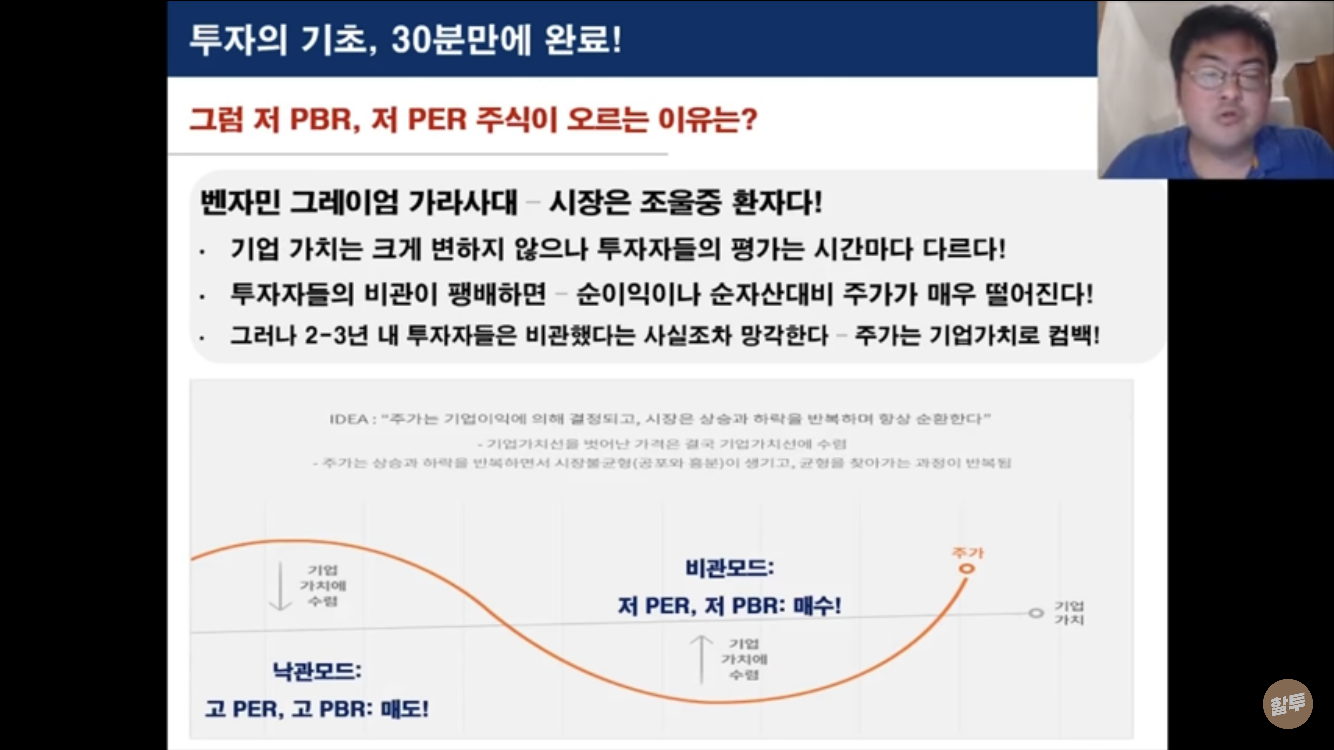 투자의 기초, 30분만에 완료!
그럼 저 PBR, 저 PER 주식이 오르는 이유는?
벤자민 그레이엄 가라사대 – 시장은 조울중 환자다!
· 기업 가치는 크게 변하지 않으나 투자자들의 평가는 시간마다 다르다!
· 투자자들의 비관이 팽배하면 – 순이익이나 순자산대비 주가가 매우 떨어진다!
· 그러나 2-3년 내 투자자들은 비관했다는 사실조차 망각한다 – 주가는 기업가치로 컴백!
IDEA : “주가는 기업이익에 의해 결정되고, 시장은 상승과 하락을 반복하며 항상 순환한다”
- 기업가치선을 벗어난 가격은 결국 기업가치선에 수렴
- 주가는 상승과 하락을 반복하면서 시장불균형(공포와 흥분)이 생기고, 균형을 찾아가는 과정이 반복됨
기업
가치에
수렴
낙관모드:
고 PER, 고 PBR: 매도!
비관모드:
저 PER, 저 PBR: 매수!
기업
가치에
수렴
주가
기업
가치
할투